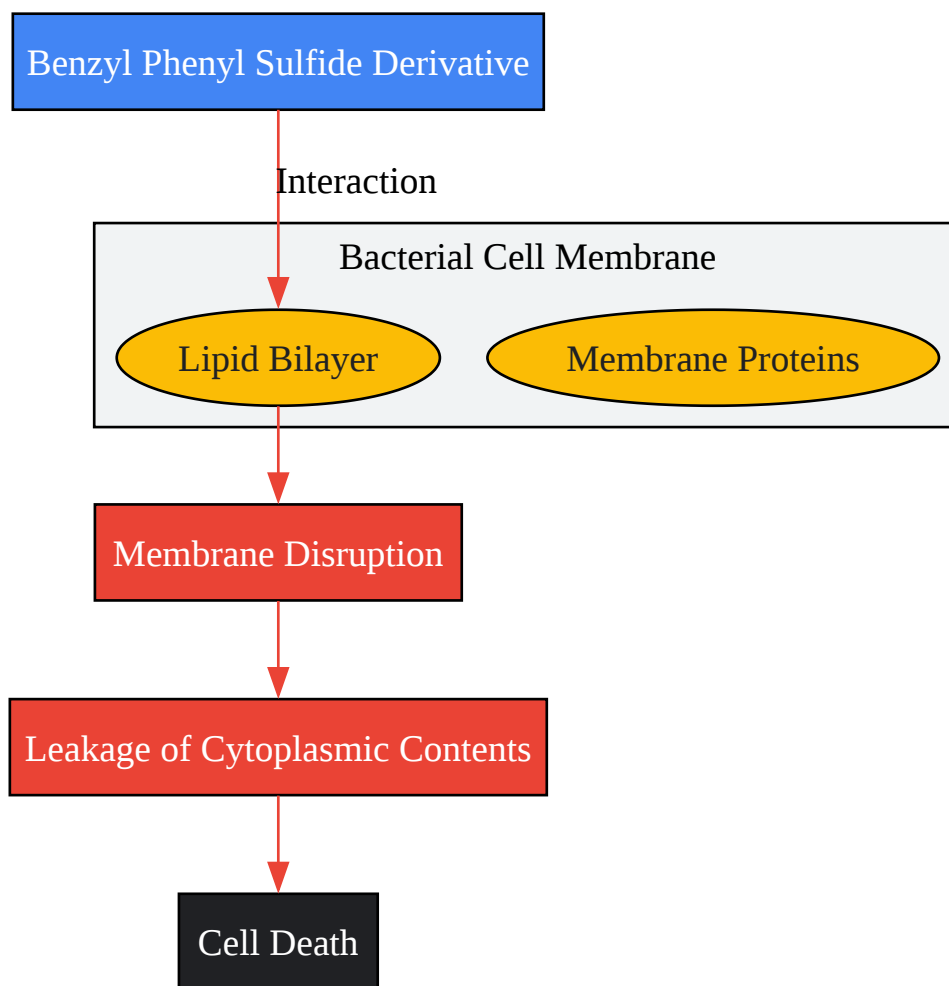 Benzyl Phenyl Sulfide Derivative
Interaction
Bacterial Cell Membrane
Lipid Bilayer
Membrane Proteins
Membrane Disruption
Leakage of Cytoplasmic Contents
Cell Death